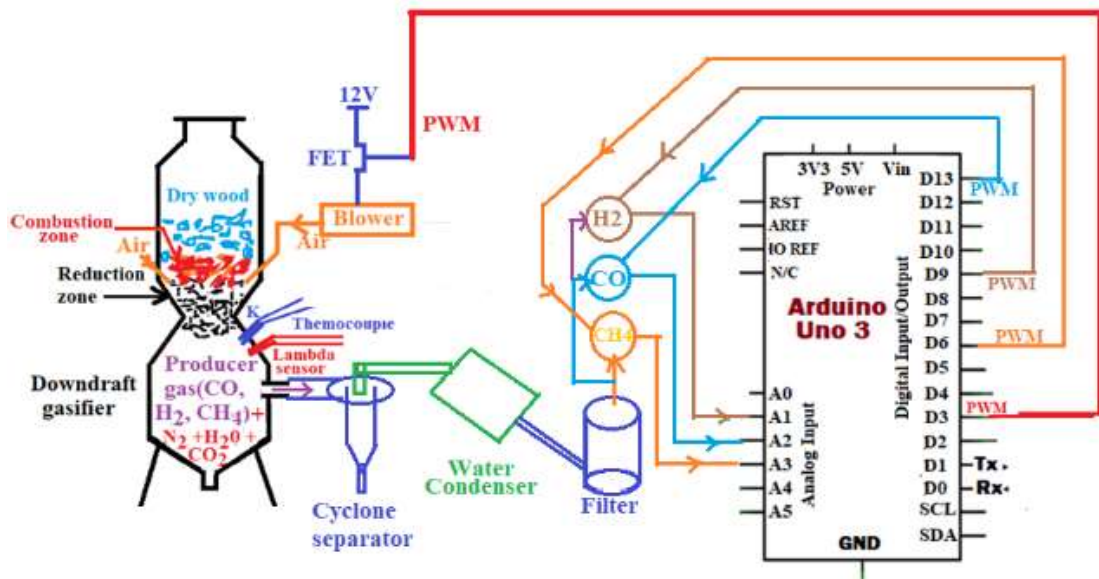 12V
PWM
FET
Dry wood
Combustion
zone
Air
Blower
Air
Reduction
zone
K
Themocoupie
Lambda
sensor
Producer
gas(CO,
H2, CH4)+
N2 +H20 +
CO2
Downdraft
gasifier
Cyclone
separator
Water
Condenser
Filter
H2
CO
CH4
3V3 5V Vin
Power
RST
AREF
IO REF
N/C
Arduino
Uno 3
A0
A1
A2
A3
A4
A5
Analog Input
Digital Input/Output
D13
PWM
D12
D11
D10
D9
PWM
D8
D7
D6
PWM
D5
D4
D3
PWM
D2
D1 Tx
D0 Rx
SCL
SDA
GND